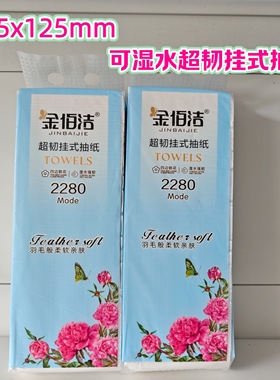 5x125mm
可湿水超韧挂式抽
金佰洁
JINBAIJIE
超韧挂式抽纸
TOWELS
2280
Mode
Feather soft
羽毛般柔软亲肤
金佰洁
JINBAIJIE
超韧挂式抽纸
TOWELS
2280
Mode
Feather soft
羽毛般柔软亲肤